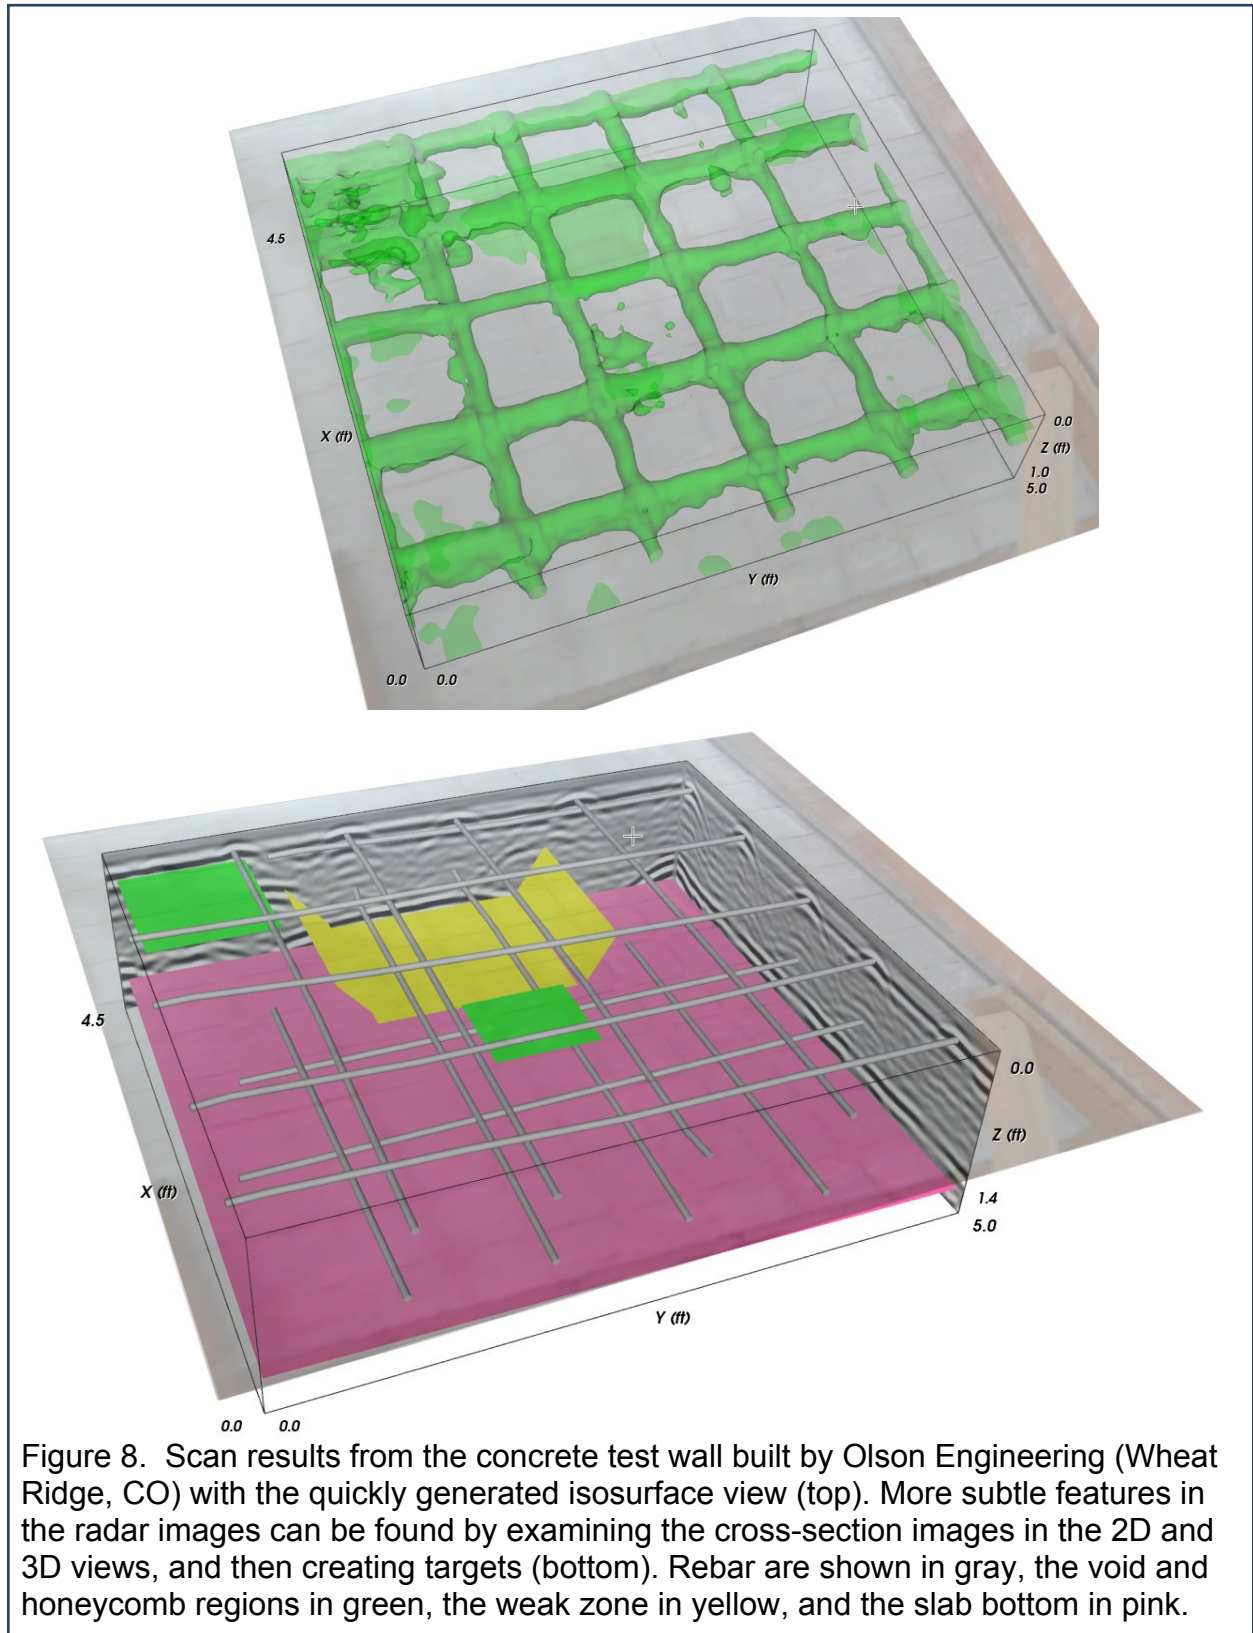 4.5
X (ft)
0.0
Z (ft)
1.0
5.0
Y (ft)
0.0
0.0
4.5
0.0
Z (ft)
X (ft)
1.4
5.0
Y (ft)
0.0
0.0
Figure 8.  Scan results from the concrete test wall built by Olson Engineering (Wheat
Ridge, CO) with the quickly generated isosurface view (top). More subtle features in
the radar images can be found by examining the cross-section images in the 2D and
3D views, and then creating targets (bottom). Rebar are shown in gray, the void and
honeycomb regions in green, the weak zone in yellow, and the slab bottom in pink.